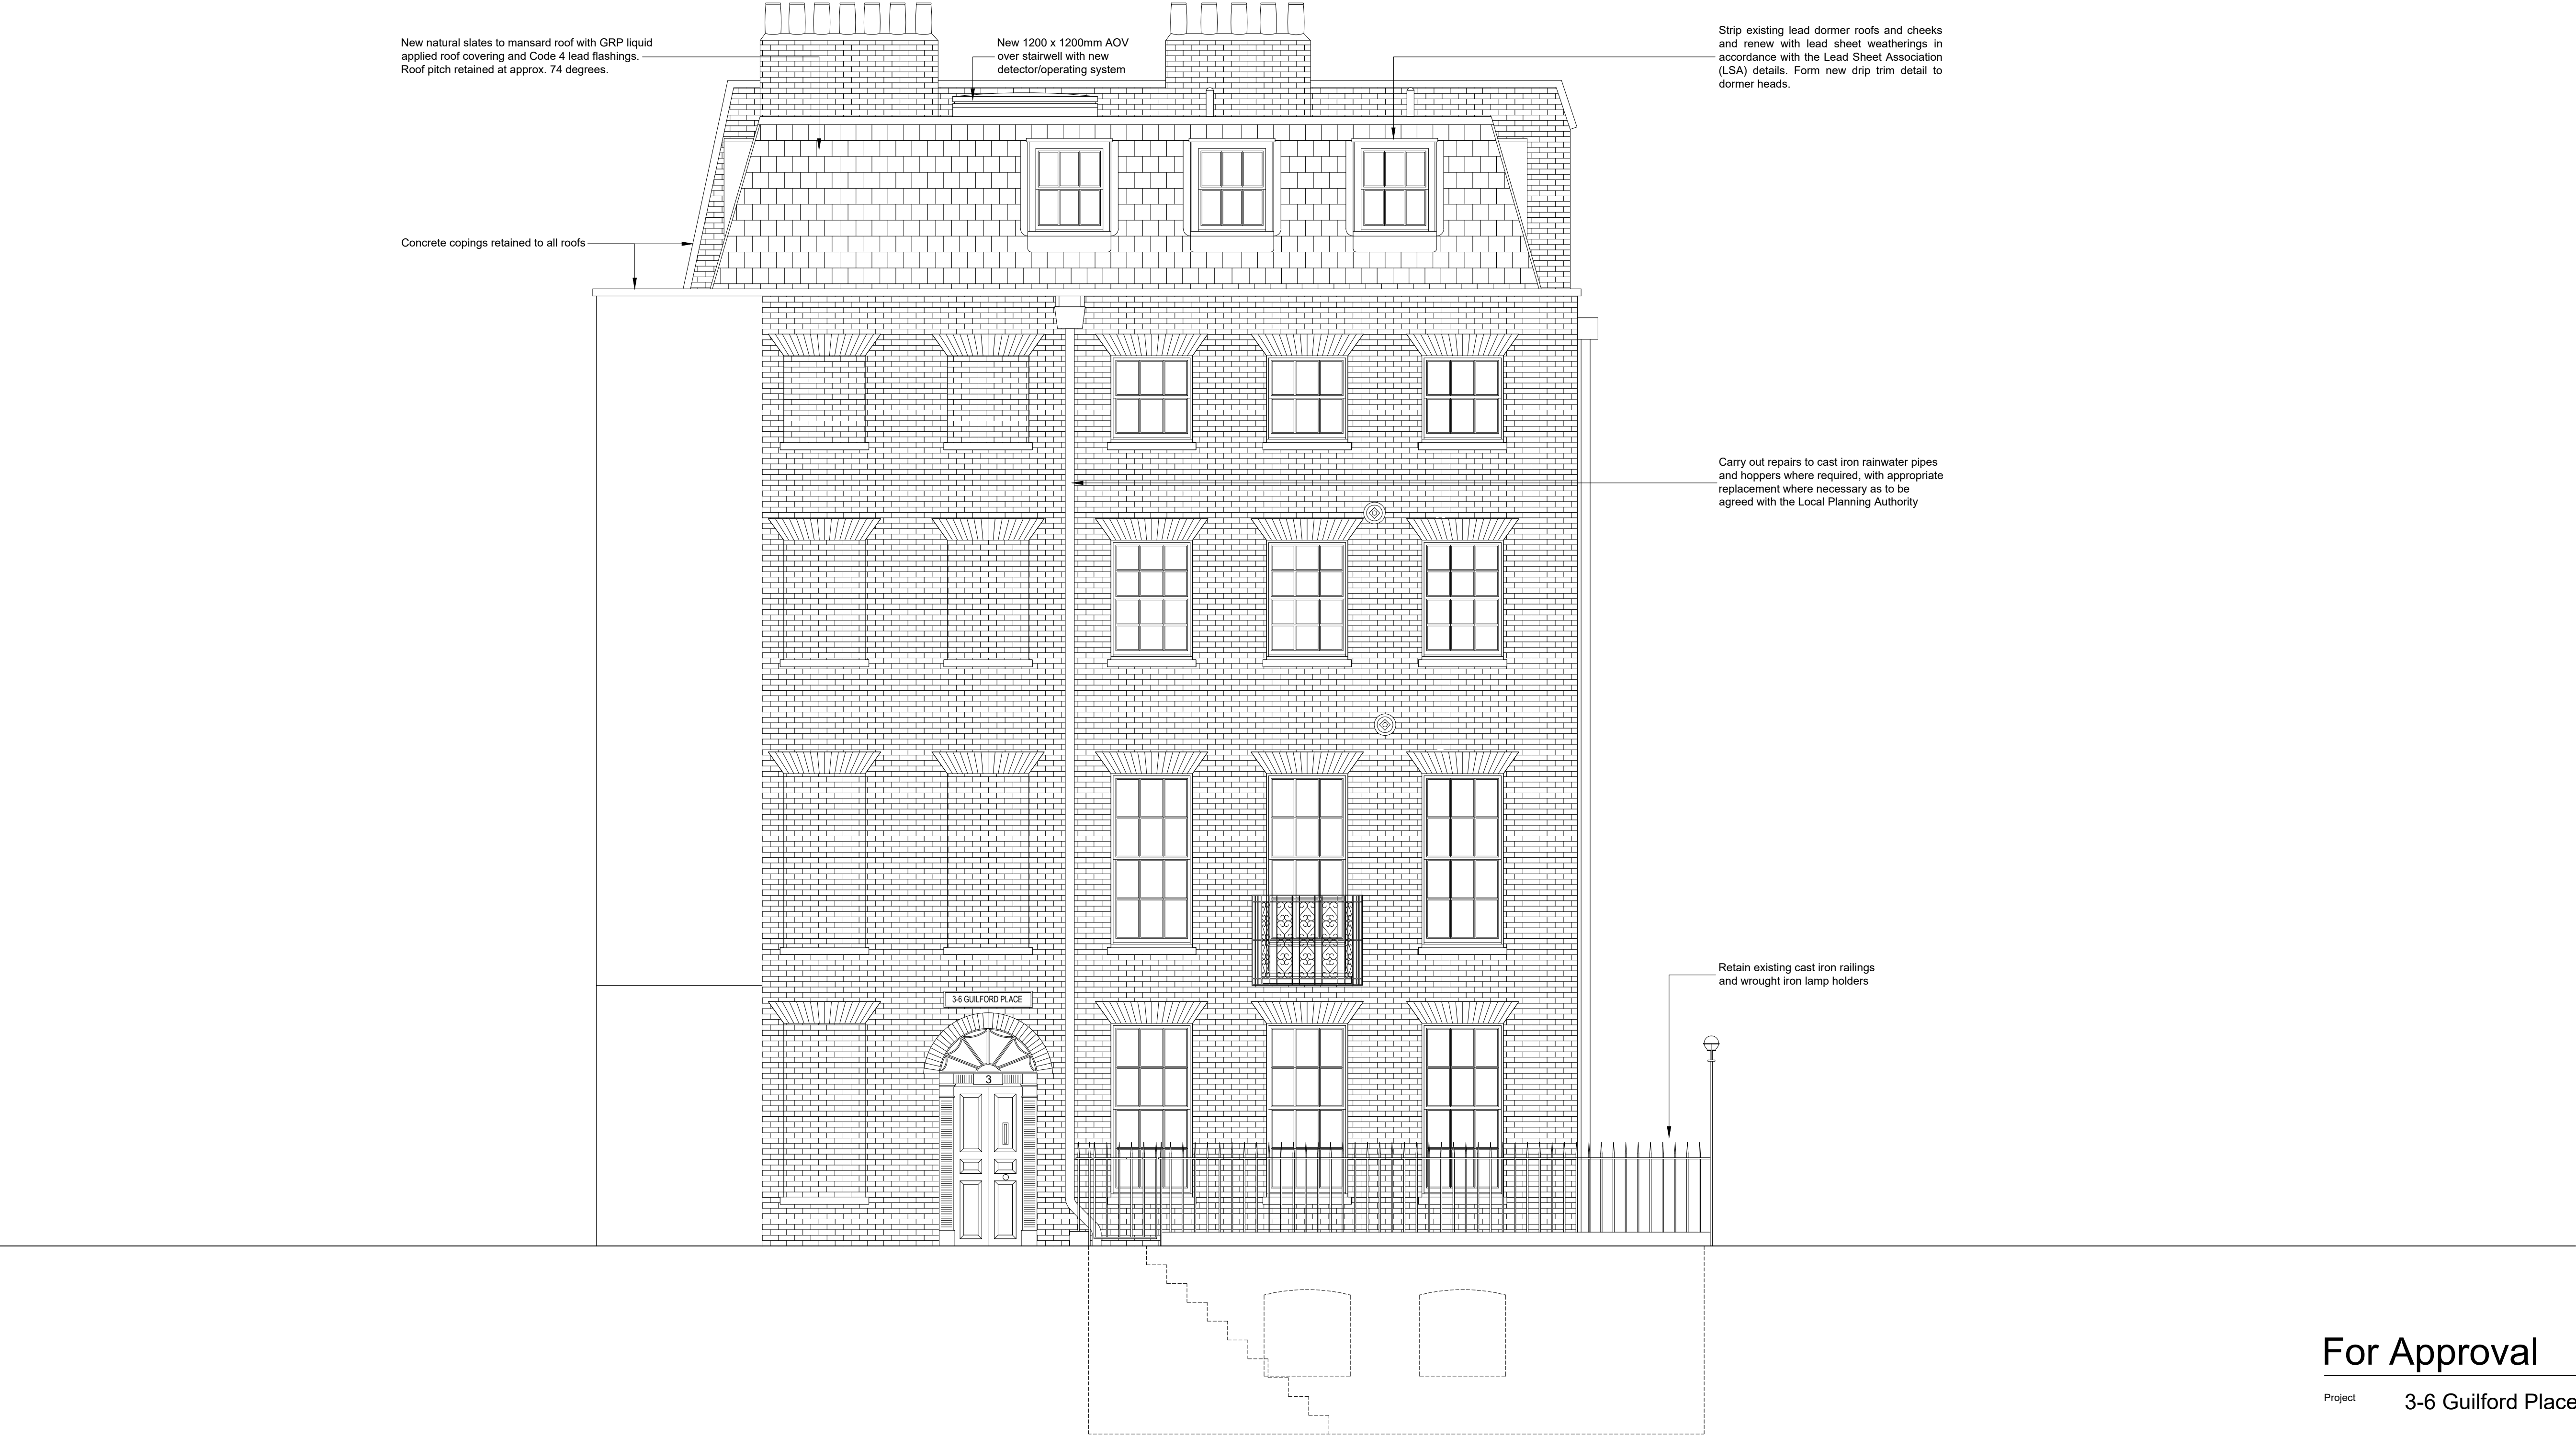 New natural slates to mansard roof with GRP liquid
applied roof covering and Code 4 lead flashings.
Roof pitch retained at approx. 74 degrees.
New 1200 x 1200mm AOV
over stairwell with new
detector/operating system
Strip existing lead dormer roofs and cheeks
and renew with lead sheet weatherings in
accordance with the Lead Sheet Association
(LSA) details. Form new drip trim detail to
dormer heads.
Concrete copings retained to all roofs
Carry out repairs to cast iron rainwater pipes
and hoppers where required, with appropriate
replacement where necessary as to be
agreed with the Local Planning Authority
Retain existing cast iron railings
and wrought iron lamp holders
3-6 GUILFORD PLACE
3
For Approval
Project 3-6 Guilford Place